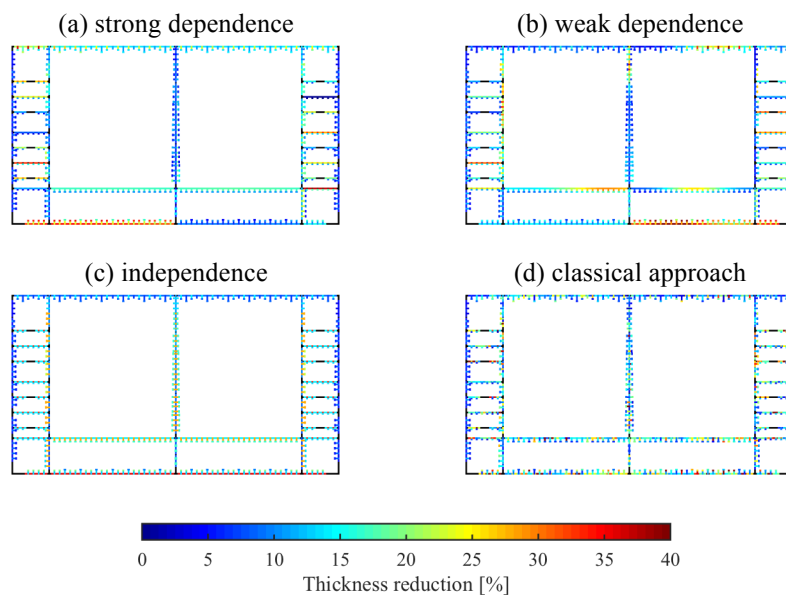 (a) strong dependence
(b) weak dependence
(c) independence
(d) classical approach
0 5 10 15 20 25 30 35 40
Thickness reduction [%]